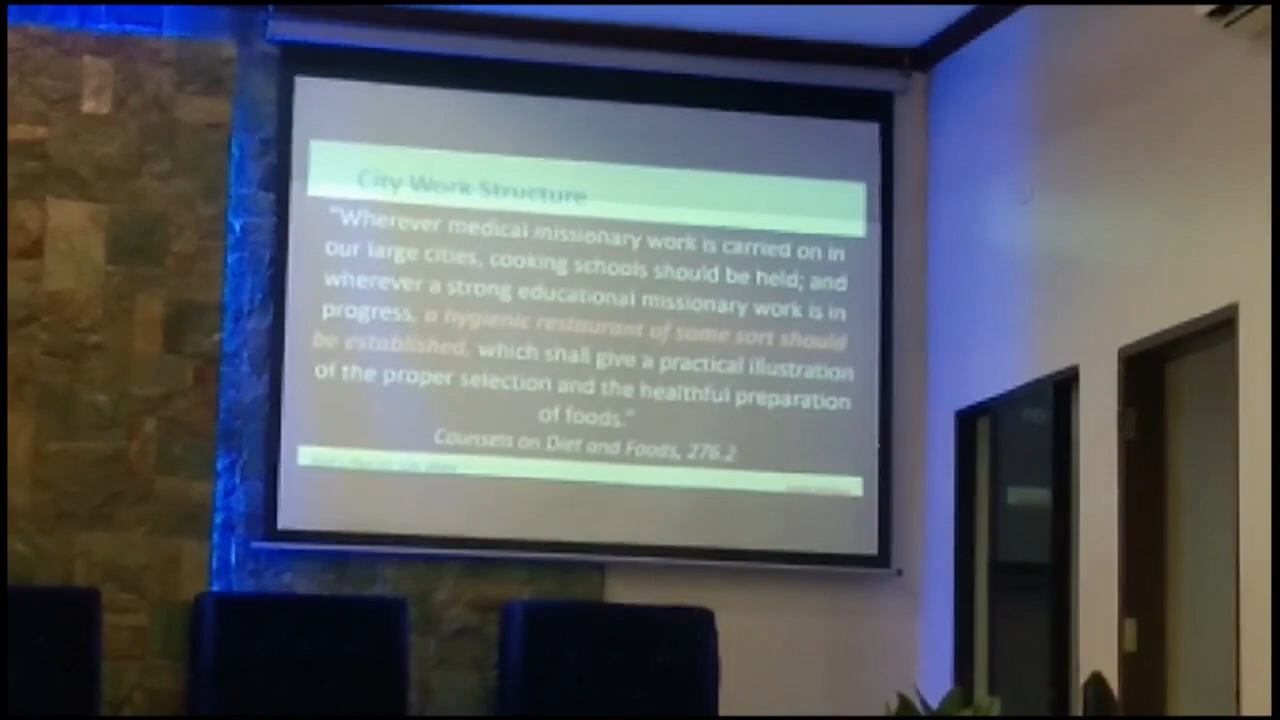 City Work Structure
"Wherever medical missionary work is carried on in
our large cities, cooking schools should be held; and
wherever a strong educational missionary work is in
progress, a hygienic restaurant of some sort should
be established, which shall give a practical illustration
of the proper selection and the healthful preparation
of foods."
Counsels on Diet and Foods, 276.2